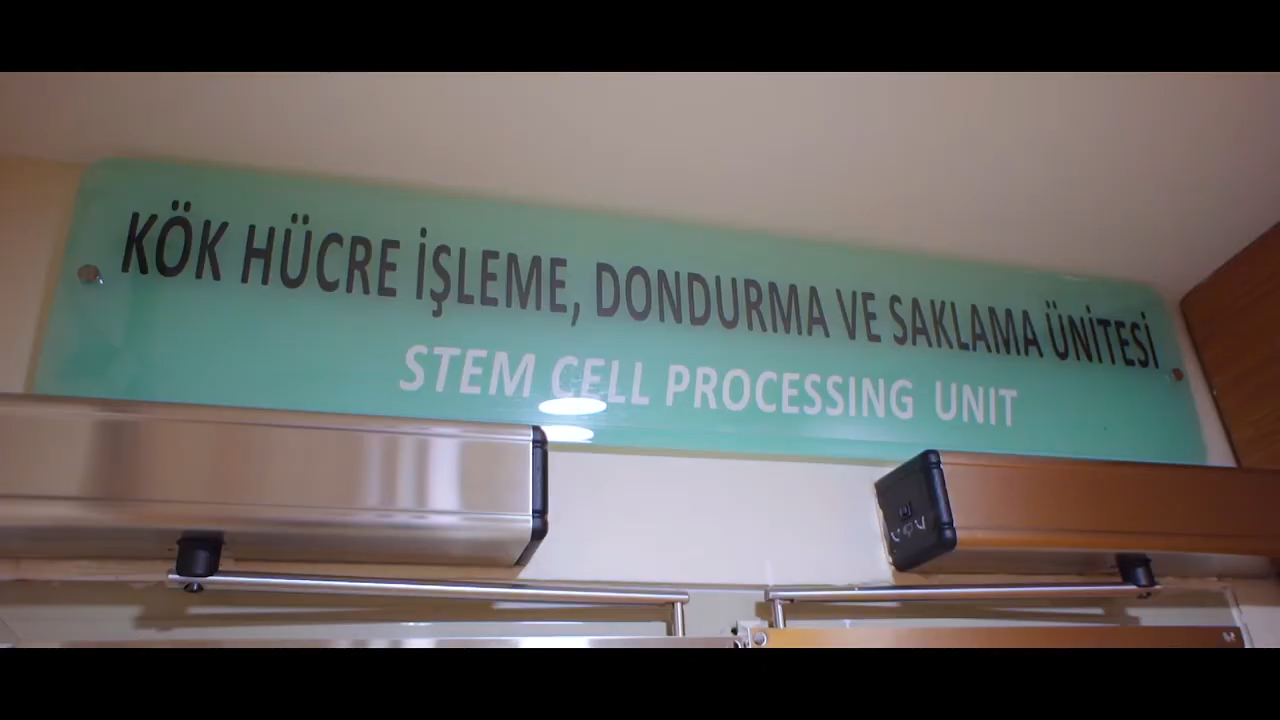 KÖK HÜCRE İŞLEME, DONDURMA VE SAKLAMA ÜNİTESİ
STEM CELL PROCESSING UNIT